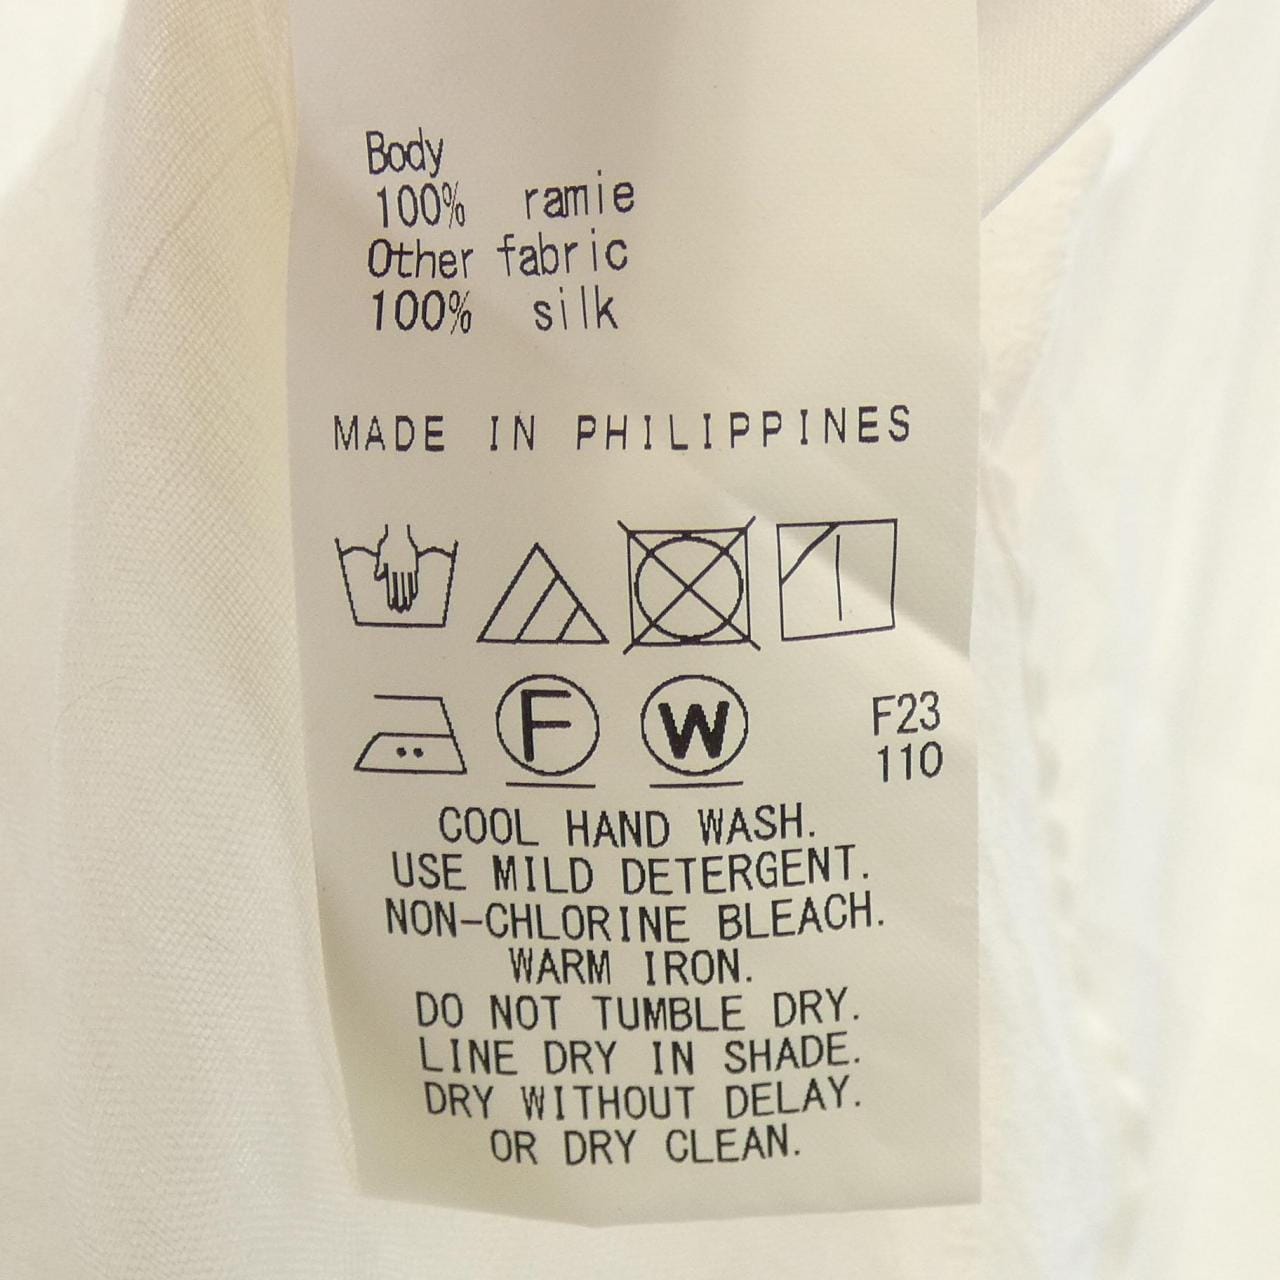 Body
100% ramie
Other fabric
100% silk
MADE IN PHILIPPINES
F W F23
110
COOL HAND WASH.
USE MILD DETERGENT.
NON-CHLORINE BLEACH.
WARM IRON.
DO NOT TUMBLE DRY.
LINE DRY IN SHADE.
DRY WITHOUT DELAY.
OR DRY CLEAN.